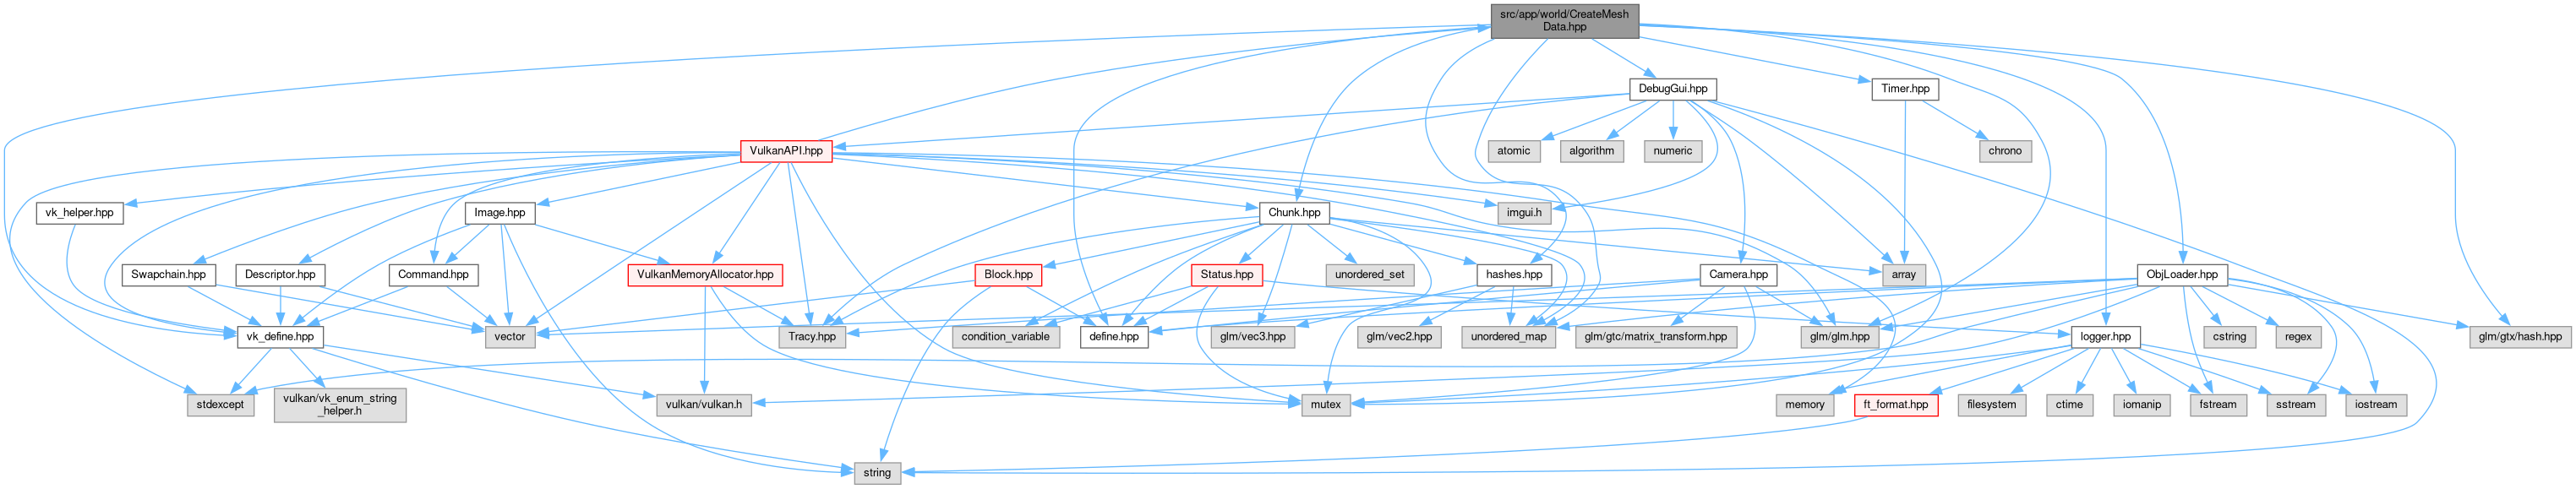 src/app/world/CreateMesh
Data.hpp
DebugGui.hpp
Timer.hpp
VulkanAPI.hpp
atomic
algorithm
numeric
chrono
vk_helper.hpp
Image.hpp
imgui.h
Chunk.hpp
Swapchain.hpp
Descriptor.hpp
Command.hpp
VulkanMemoryAllocator.hpp
Block.hpp
unordered_set
Status.hpp
hashes.hpp
Camera.hpp
array
ObjLoader.hpp
vk_define.hpp
vector
Tracy.hpp
condition_variable
define.hpp
glm/vec3.hpp
glm/vec2.hpp
unordered_map
glm/gtc/matrix_transform.hpp
glm/glm.hpp
logger.hpp
cstring
regex
glm/gtx/hash.hpp
stdexcept
vulkan/vk_enum_string
_helper.h
vulkan/vulkan.h
mutex
memory
ft_format.hpp
filesystem
ctime
iomanip
fstream
sstream
iostream
string